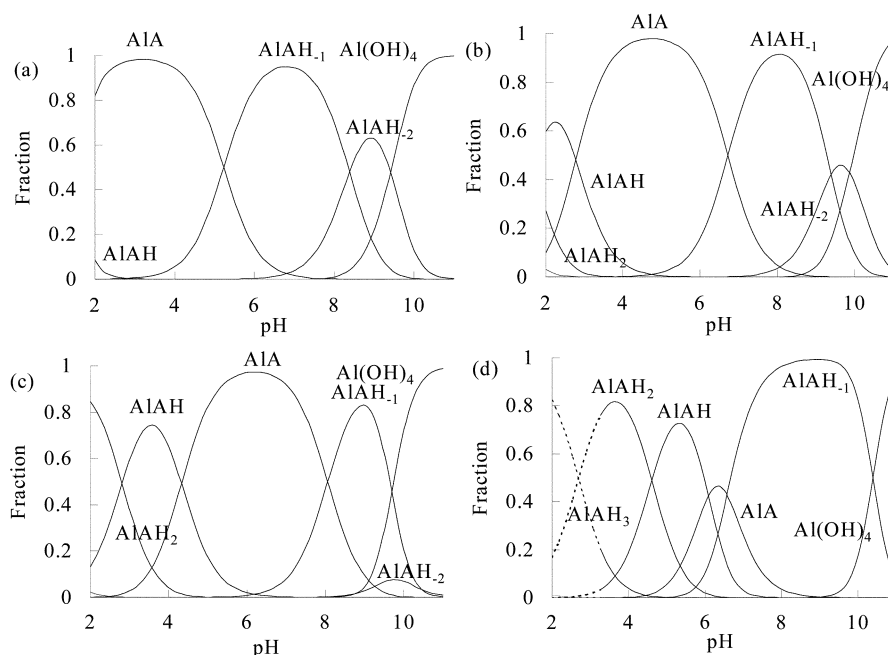 (a)
AlA
AlAH-1
Al(OH)4
AlAH-2
AlAH
Fraction
1
0.8
0.6
0.4
0.2
0
2 4 6 8 10
pH
(b)
AlA
AlAH-1
Al(OH)4
AlAH
AlAH-2
AlAH2
Fraction
1
0.8
0.6
0.4
0.2
0
2 4 6 8 10
pH
(c)
AlA
Al(OH)4
AlAH-1
AlAH
AlAH2
AlAH-2
Fraction
1
0.8
0.6
0.4
0.2
0
2 4 6 8 10
pH
(d)
AlAH2
AlAH-1
AlAH
AlAH3
AlA
Al(OH)4
Fraction
1
0.8
0.6
0.4
0.2
0
2 4 6 8 10
pH